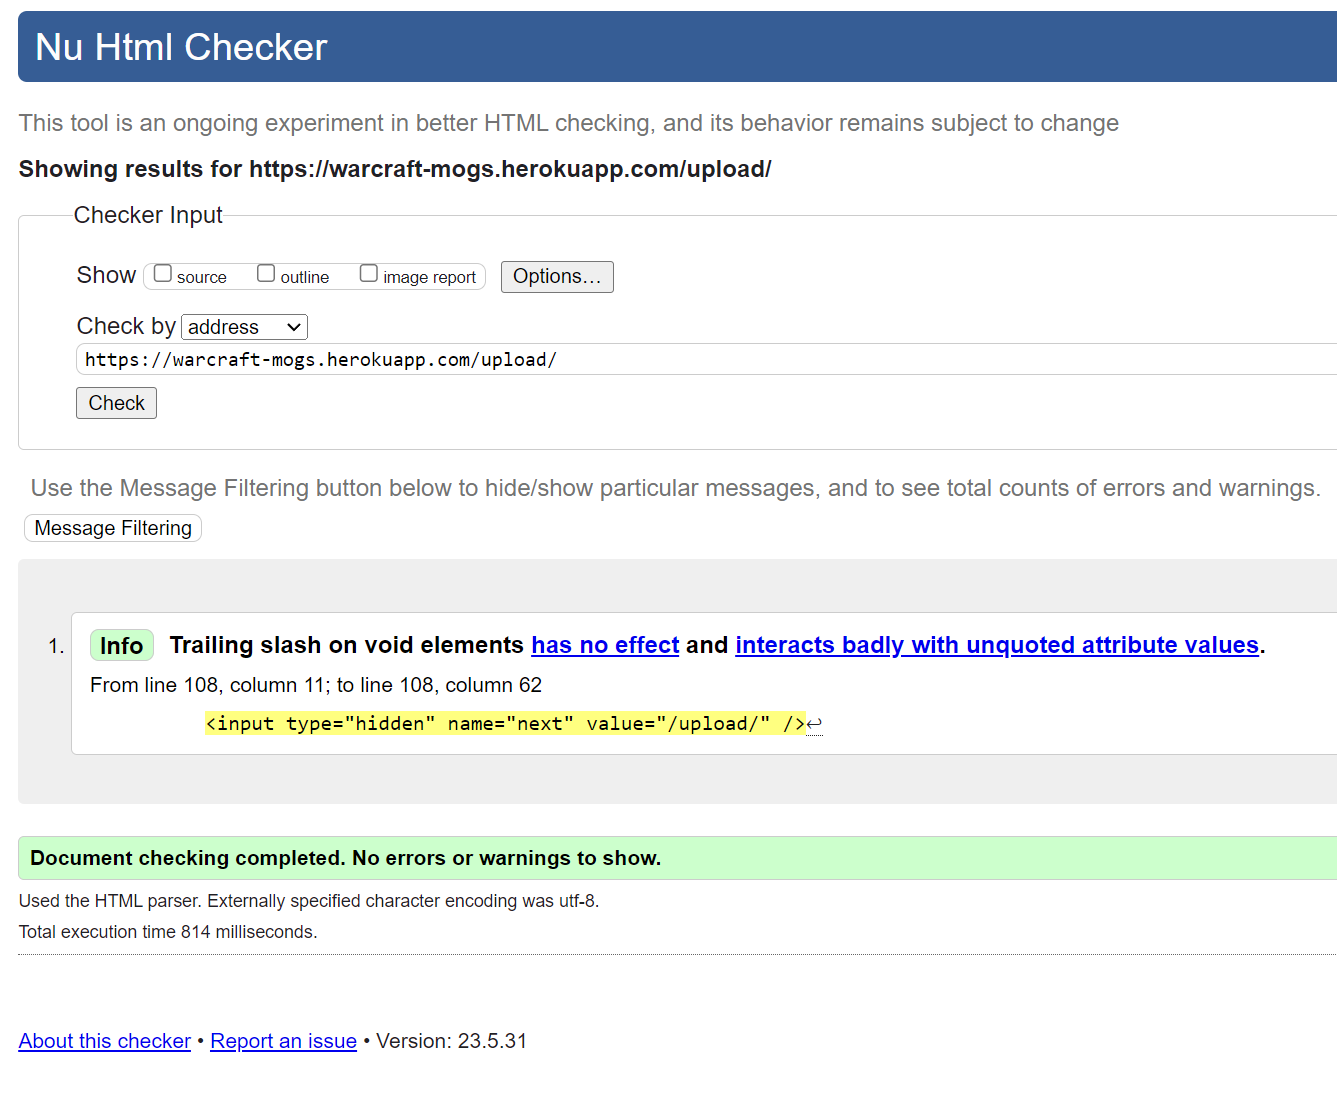 Nu Html Checker
This tool is an ongoing experiment in better HTML checking, and its behavior remains subject to change
Showing results for https://warcraft-mogs.herokuapp.com/upload/
Checker Input
Show source outline image report Options...
Check by address
https://warcraft-mogs.herokuapp.com/upload/
Check
Use the Message Filtering button below to hide/show particular messages, and to see total counts of errors and warnings.
Message Filtering
1. Info Trailing slash on void elements has no effect and interacts badly with unquoted attribute values.
From line 108, column 11; to line 108, column 62
<input type="hidden" name="next" value="/upload/" />↩
Document checking completed. No errors or warnings to show.
Used the HTML parser. Externally specified character encoding was utf-8.
Total execution time 814 milliseconds.
About this checker • Report an issue • Version: 23.5.31